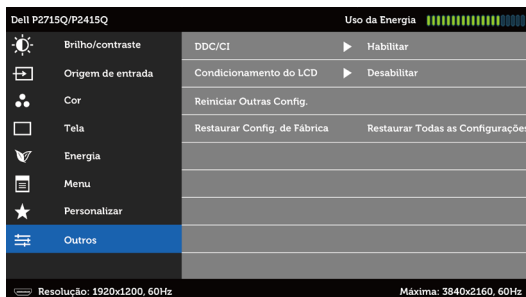 Dell P2715Q/P2415Q Uso da Energia
Brilho/contraste DDC/CI Habilitar
Origem de entrada Condicionamento do LCD Desabilitar
Cor Reiniciar Outras Config.
Tela Restaurar Config. de Fábrica Restaurar Todas as Configurações
Energia
Menu
Personalizar
Outros
Resolução: 1920x1200, 60Hz Máxima: 3840x2160, 60Hz